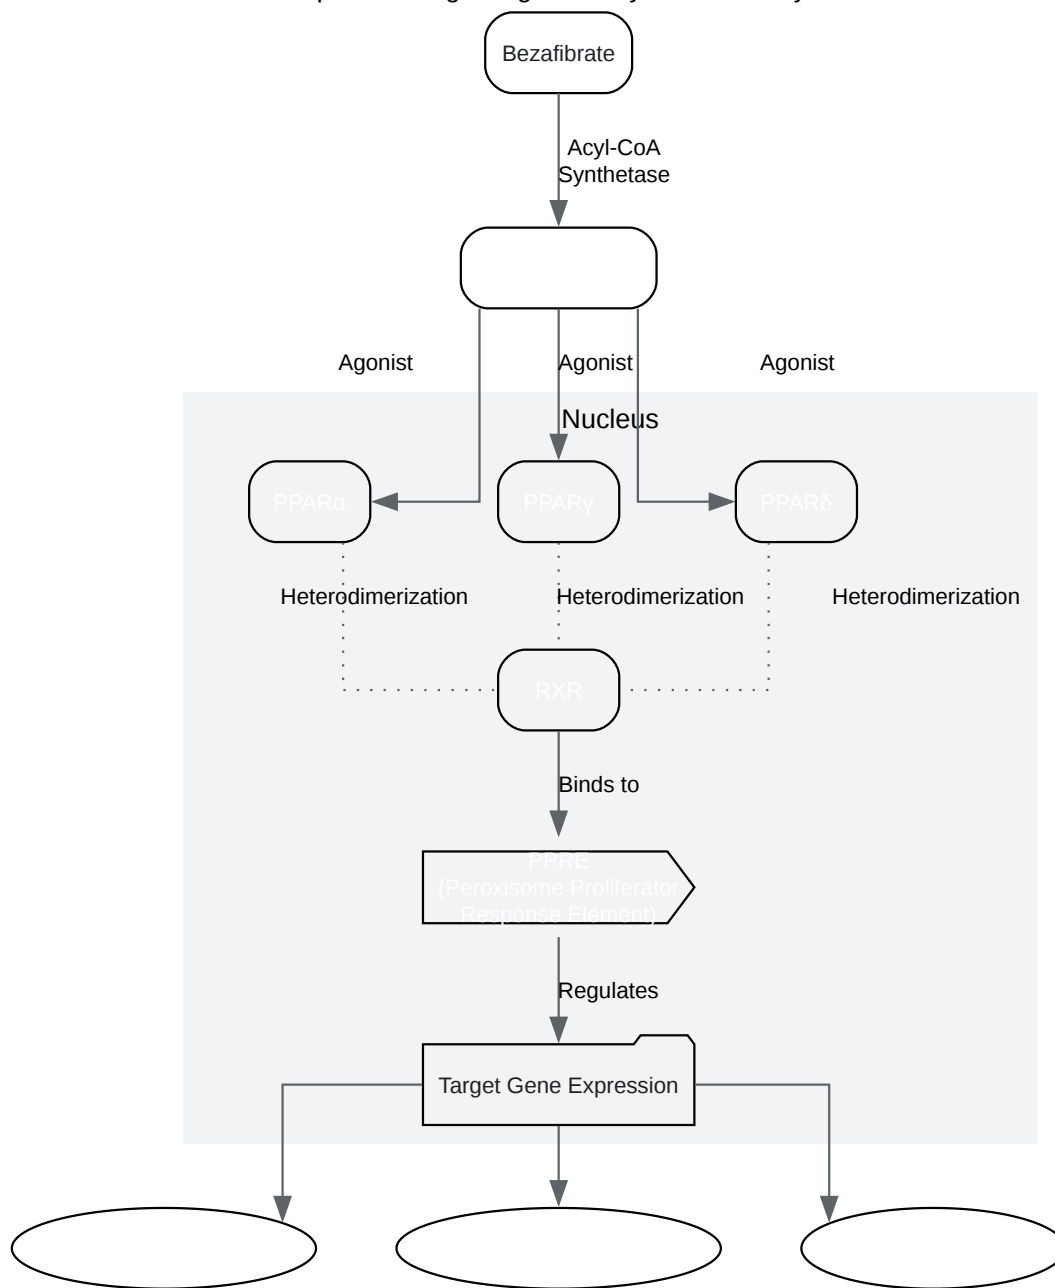 Bezafibrate
Acyl-CoA
Synthetase
Agonist
Agonist
Agonist
Nucleus
PPARα
PPARγ
PPARδ
Heterodimerization
Heterodimerization
Heterodimerization
RXR
Binds to
PPRE
(Peroxisome Proliferator
Response Element)
Regulates
Target Gene Expression